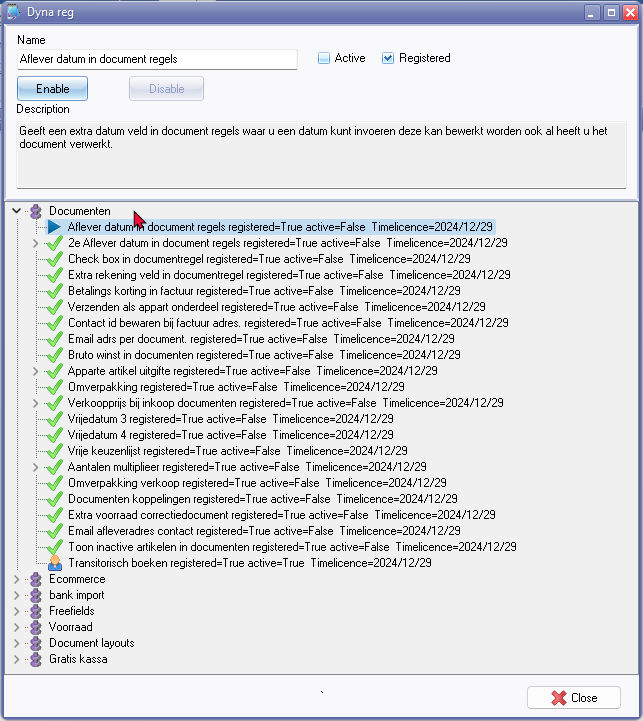 Dyna reg
Name
Aflever datum in document regels
Active
Registered
Enable
Disable
Description
Geeft een extra datum veld in document regels waar u een datum kunt invoeren deze kan bewerkt worden ook al heeft u het
document verwerkt.
Documenten
Aflever datum in document regels registered=True active=False Timelicence=2024/12/29
2e Aflever datum in document regels registered=True active=False Timelicence=2024/12/29
Check box in documentregel registered=True active=False Timelicence=2024/12/29
Extra rekening veld in documentregel registered=True active=False Timelicence=2024/12/29
Betalings korting in factuur registered=True active=False Timelicence=2024/12/29
Verzenden als appart onderdeel registered=True active=False Timelicence=2024/12/29
Contact id bewaren bij factuur adres. registered=True active=False Timelicence=2024/12/29
Email adrs per document. registered=True active=False Timelicence=2024/12/29
Bruto winst in documenten registered=True active=False Timelicence=2024/12/29
Apparte artikel uitgifte registered=True active=False Timelicence=2024/12/29
Omverpakking registered=True active=False Timelicence=2024/12/29
Verkoopprijs bij inkoop documenten registered=True active=False Timelicence=2024/12/29
Vrijedatum 3 registered=True active=False Timelicence=2024/12/29
Vrijedatum 4 registered=True active=False Timelicence=2024/12/29
Vrije keuzenlijst registered=True active=False Timelicence=2024/12/29
Aantalen multiplieer registered=True active=False Timelicence=2024/12/29
Omverpakking verkoop registered=True active=False Timelicence=2024/12/29
Documenten koppelingen registered=True active=False Timelicence=2024/12/29
Extra voorraad correctiedocument registered=True active=False Timelicence=2024/12/29
Email afleveradres contact registered=True active=False Timelicence=2024/12/29
Toon inactive artikelen in documenten registered=True active=False Timelicence=2024/12/29
Transitorisch boeken registered=True active=True Timelicence=2024/12/29
Ecommerce
bank import
Freefields
Voorraad
Document layouts
Gratis kassa
Close